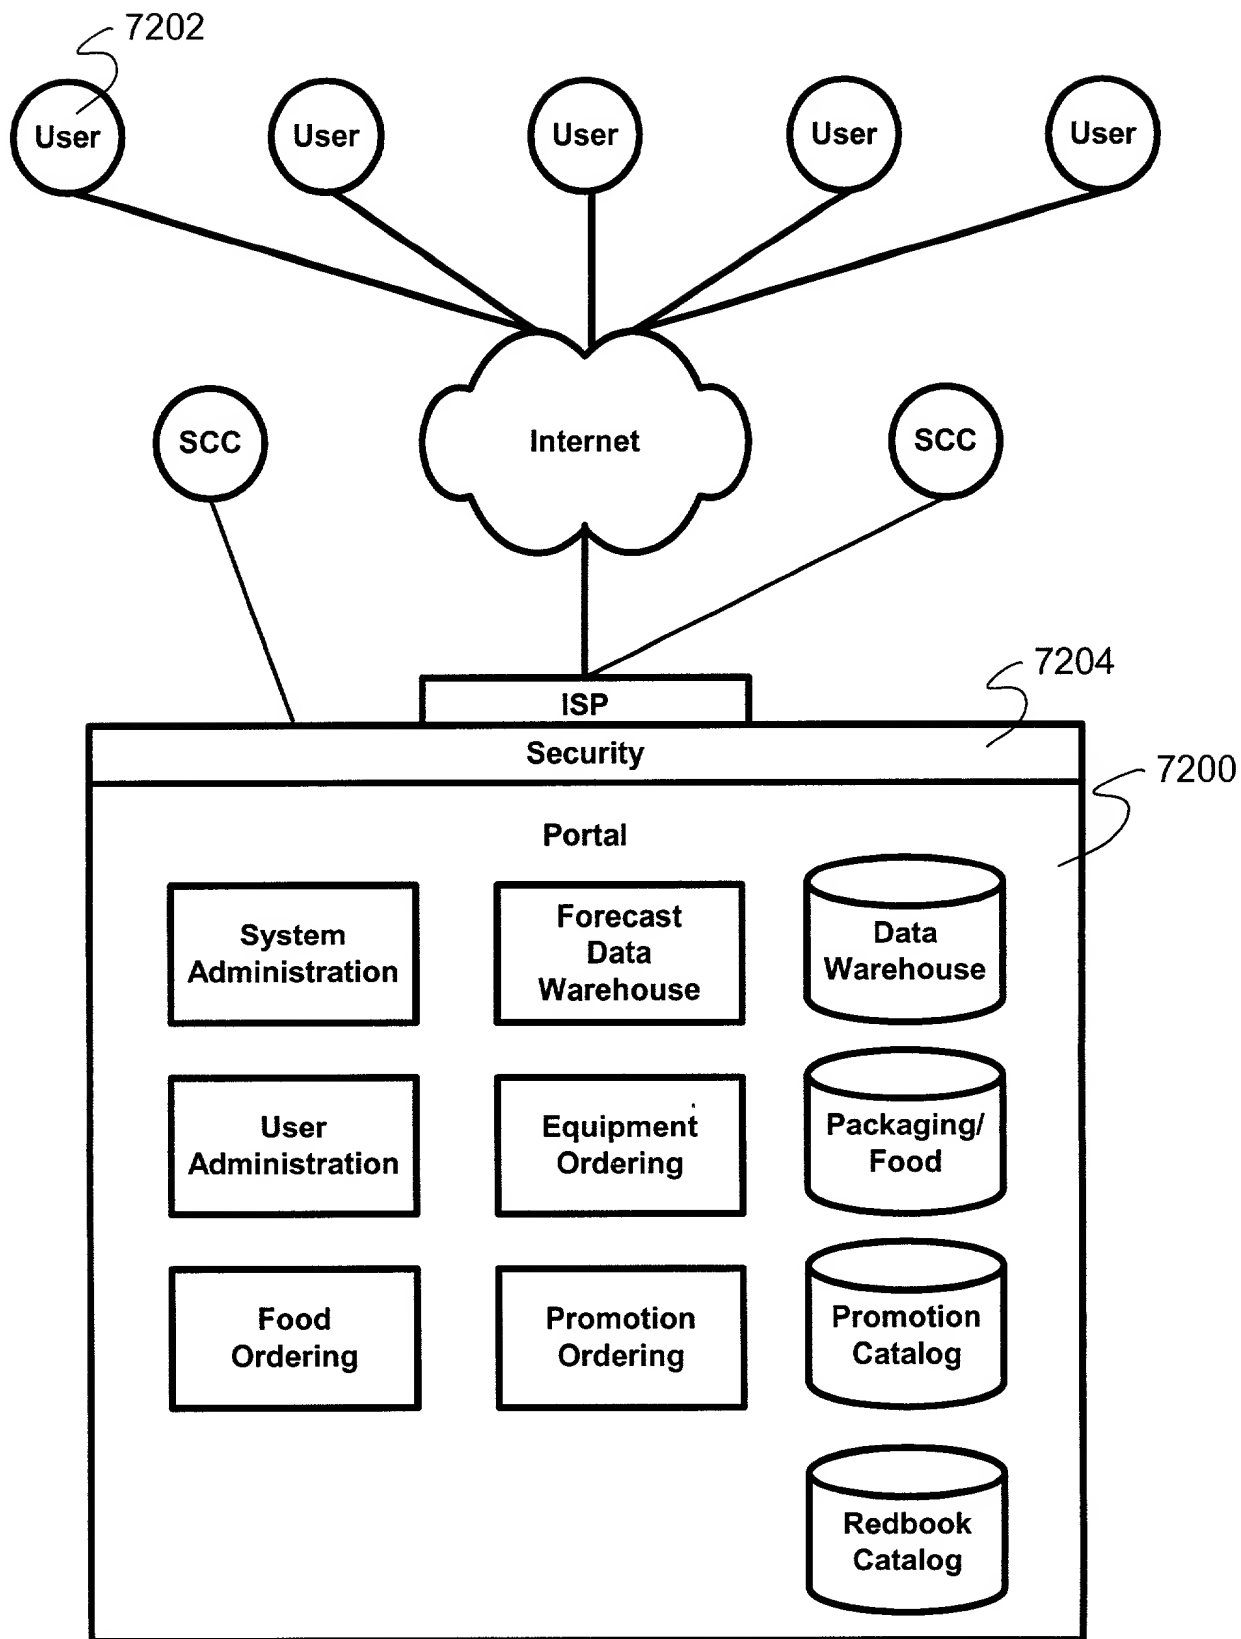 7202
User
User
User
User
User
SCC
Internet
SCC
7204
ISP
Security
7200
Portal
System
Administration
Forecast
Data
Warehouse
Data
Warehouse
User
Administration
Equipment
Ordering
Packaging/
Food
Food
Ordering
Promotion
Ordering
Promotion
Catalog
Redbook
Catalog